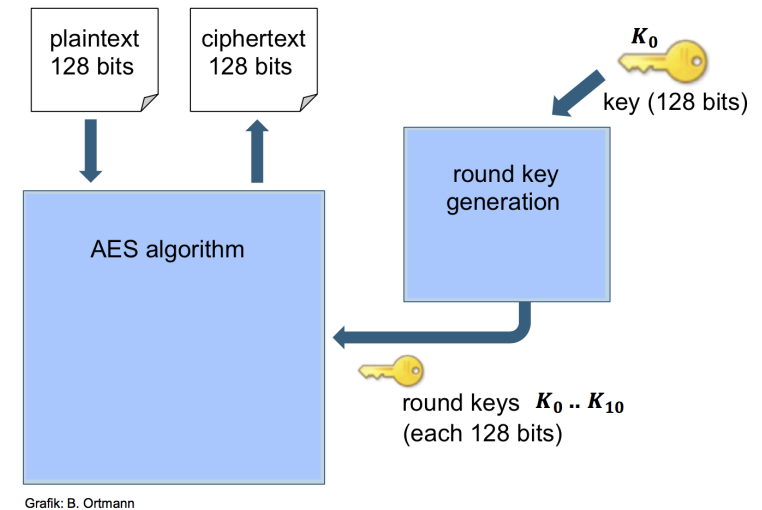 plaintext
128 bits
ciphertext
128 bits
K₀
key (128 bits)
round key
generation
AES algorithm
round keys K₀ .. K₁₀
(each 128 bits)
Grafik: B. Ortmann